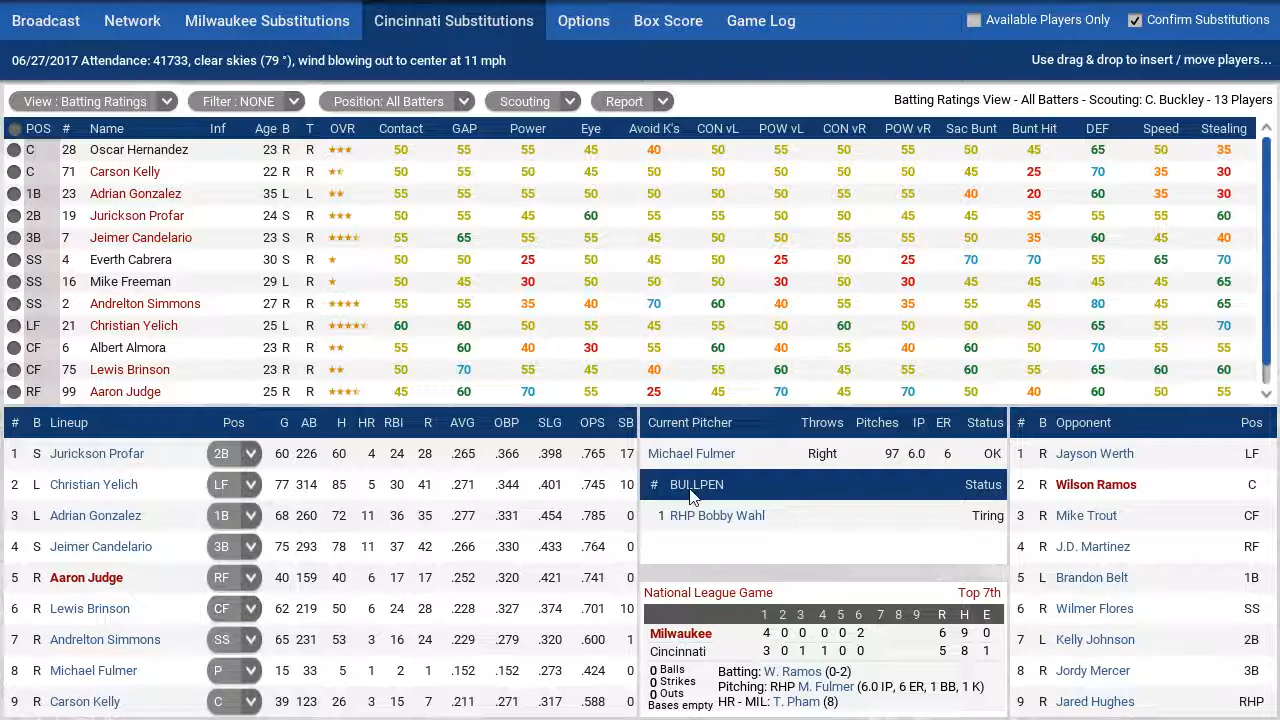 Broadcast Network Milwaukee Substitutions Cincinnati Substitutions Options Box Score Game Log Available Players Only Confirm Substitutions
06/27/2017 Attendance: 41733, clear skies (79 °), wind blowing out to center at 11 mph Use drag & drop to insert / move players...
View : Batting Ratings Filter : NONE Position: All Batters Scouting Report Batting Ratings View - All Batters - Scouting: C. Buckley - 13 Players
POS # Name Inf Age B T OVR Contact GAP Power Eye Avoid K's CON vL POW vL CON vR POW vR Sac Bunt Bunt Hit DEF Speed Stealing
C 28 Oscar Hernandez 23 R R 50 55 55 45 40 50 55 50 55 50 45 65 50 35
C 71 Carson Kelly 22 R R 50 55 50 50 50 50 50 50 50 45 25 70 35 30
1B 23 Adrian Gonzalez 35 L L 55 55 55 50 50 50 50 55 55 40 20 60 35 30
2B 19 Jurickson Profar 24 S R 50 55 45 60 55 55 50 50 45 45 35 55 55 60
3B 7 Jeimer Candelario 23 S R 55 65 55 55 45 50 50 55 55 50 35 60 45 40
SS 4 Everth Cabrera 30 S R 50 50 25 50 45 50 25 50 25 70 70 55 65 70
SS 16 Mike Freeman 29 L R 50 50 30 50 50 50 30 50 30 45 45 45 45 65
SS 2 Andrelton Simmons 27 R R 55 55 35 40 70 60 40 55 35 55 45 80 45 65
LF 21 Christian Yelich 25 L R 60 60 50 55 45 55 50 60 50 50 50 65 55 70
CF 6 Albert Almora 23 R R 55 60 40 30 55 60 40 55 40 60 50 70 55 55
CF 75 Lewis Brinson 23 R R 50 70 55 45 40 55 60 45 55 60 55 65 60 60
RF 99 Aaron Judge 25 R R 45 60 70 55 25 45 70 45 70 50 40 60 50 55
# B Lineup Pos G AB H HR RBI R AVG OBP SLG OPS SB
1 S Jurickson Profar 2B 60 226 60 4 24 28 .265 .366 .398 .765 17
2 L Christian Yelich LF 77 314 85 5 30 41 .271 .344 .401 .745 10
3 L Adrian Gonzalez 1B 68 260 72 11 36 35 .277 .331 .454 .785 0
4 S Jeimer Candelario 3B 75 293 78 11 37 42 .266 .330 .433 .764 0
5 R Aaron Judge RF 40 159 40 6 17 17 .252 .320 .421 .741 0
6 R Lewis Brinson CF 62 219 50 6 24 28 .228 .327 .374 .701 10
7 R Andrelton Simmons SS 65 231 53 3 16 24 .229 .279 .320 .600 1
8 R Michael Fulmer P 15 33 5 1 2 1 .152 .152 .273 .424 0
9 R Carson Kelly C 39 123 26 3 15 7 .211 .271 .317 .588 0
Current Pitcher Throws Pitches IP ER Status
Michael Fulmer Right 97 6.0 6 OK
# BULLPEN Status
1 RHP Bobby Wahl Tiring
National League Game Top 7th
1 2 3 4 5 6 7 8 9 R H E
Milwaukee 4 0 0 0 0 2 6 9 0
Cincinnati 3 0 1 1 0 0 5 8 1
0 Balls
0 Strikes
0 Outs
Bases empty
Batting: W. Ramos (0-2)
Pitching: RHP M. Fulmer (6.0 IP, 6 ER, 1 BB, 1 K)
HR - MIL: T. Pham (8)
# B Opponent Pos
1 R Jayson Werth LF
2 R Wilson Ramos C
3 R Mike Trout CF
4 R J.D. Martinez RF
5 L Brandon Belt 1B
6 R Wilmer Flores SS
7 L Kelly Johnson 2B
8 R Jordy Mercer 3B
9 R Jared Hughes RHP